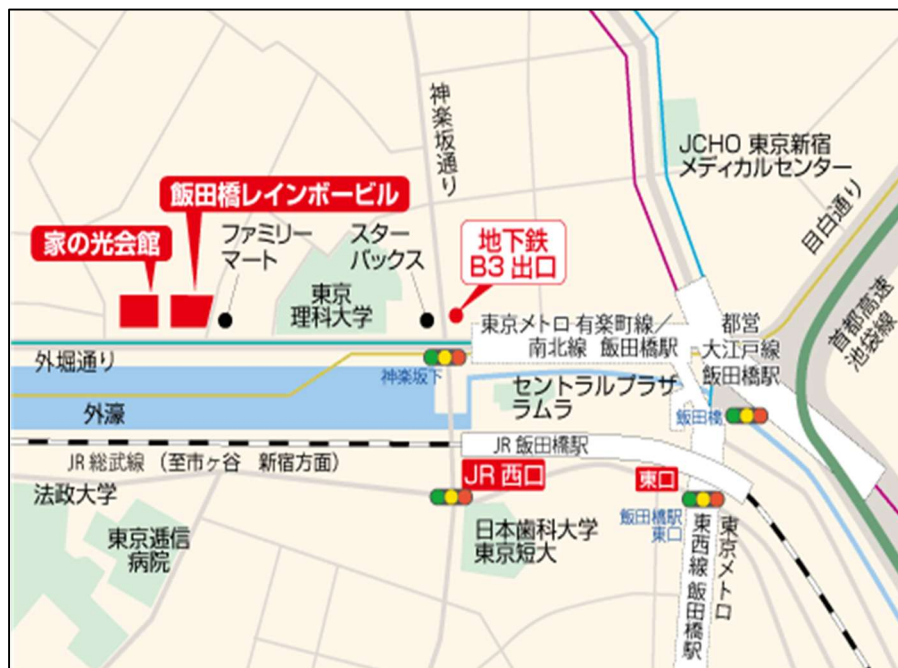 神楽坂通り
JCHO 東京新宿
メディカルセンター
目白通り
首都高速
池袋線
飯田橋レインボービル
家の光会館
ファミリー
マート
スター
バックス
地下鉄
B3 出口
東京
理科大学
東京メトロ 有楽町線／
南北線 飯田橋駅
都営
大江戸線
飯田橋駅
外堀通り
神楽坂下
セントラルプラザ
ラムラ
飯田橋
外濠
JR 飯田橋駅
JR 総武線 (至市ヶ谷 新宿方面)
JR 西口
東口
法政大学
東京逓信
病院
日本歯科大学
東京短大
飯田橋駅
東口
東京メトロ
東西線 飯田橋駅